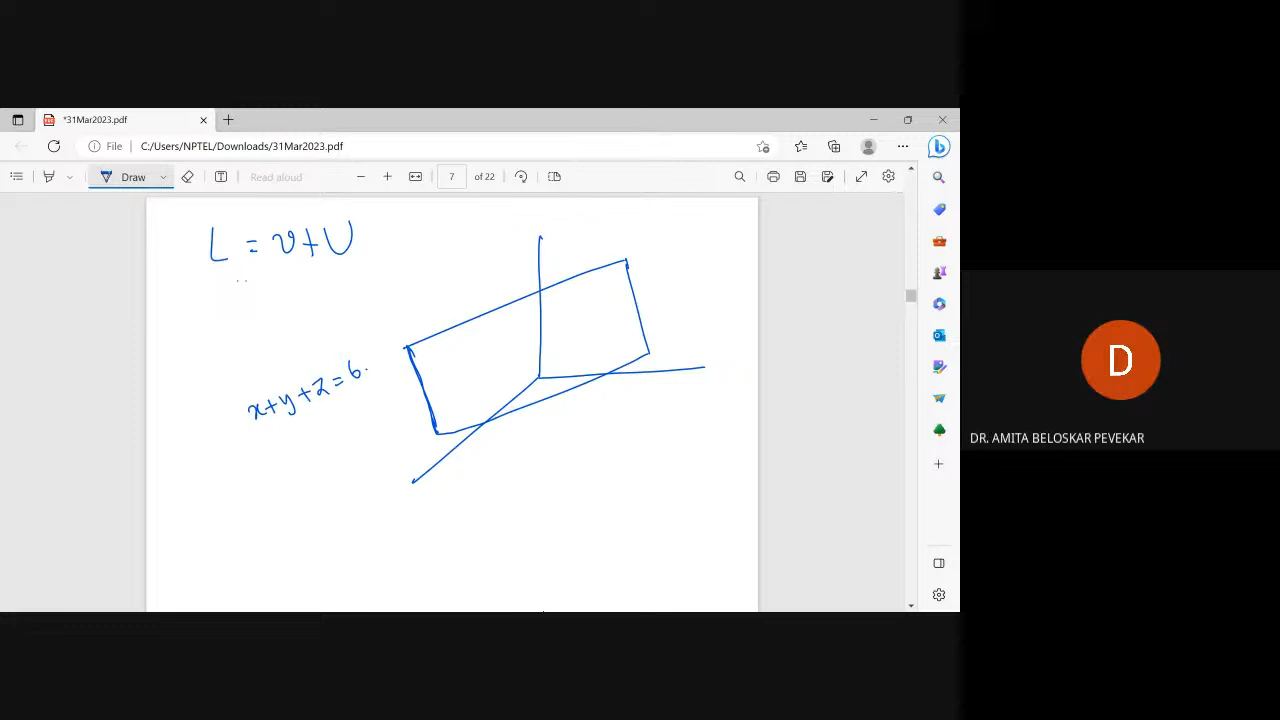 *31Mar2023.pdf
File C:/Users/NPTEL/Downloads/31Mar2023.pdf
Draw Read aloud 7 of 22
L = v+U
x+y+z=6.
D
DR. AMITA BELOSKAR PEVEKAR